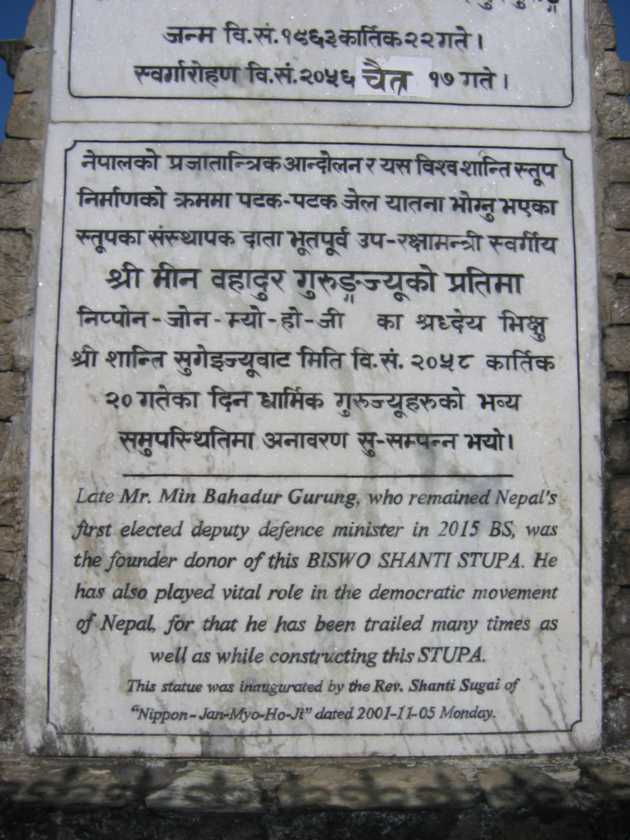 जन्म वि.सं.१९६३ कार्तिक २२ गते।
स्वर्गारोहण वि.सं.२०५६ चैत्र १७ गते।
नेपालको प्रजातान्त्रिक आन्दोलन र यस विश्व शान्ति स्तूप
निर्माणको क्रममा पटक-पटक जेल यातना भोग्नु भएका
स्तूपका संस्थापक दाता भूतपूर्व उप-रक्षामन्त्री स्वर्गीय
श्री मीन वहादुर गुरुङ्गज्यूको प्रतिमा
निप्पोन-जोन-म्यो-हो-जी का श्रध्देय भिक्षु
श्री शान्ति सुगेइज्यूवाट मिति वि.सं. २०५८ कार्तिक
२० गतेका दिन धार्मिक गुरुज्यूहरुको भव्य
समुपस्थितिमा अनावरण सु-सम्पन्न भयो।
Late Mr. Min Bahadur Gurung, who remained Nepal's
first elected deputy defence minister in 2015 BS, was
the founder donor of this BISWO SHANTI STUPA. He
has also played vital role in the democratic movement
of Nepal, for that he has been trailed many times as
well as while constructing this STUPA.
This statue was inaugurated by the Rev. Shanti Sugai of
"Nippon-Jan-Myo-Ho-Ji" dated 2001-11-05 Monday.